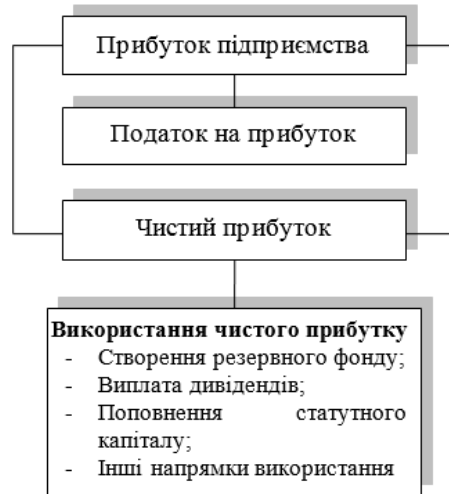 Прибуток підприємства
Податок на прибуток
Чистий прибуток
Використання чистого прибутку
- Створення резервного фонду;
- Виплата дивідендів;
- Поповнення статутного
капіталу;
- Інші напрямки використання